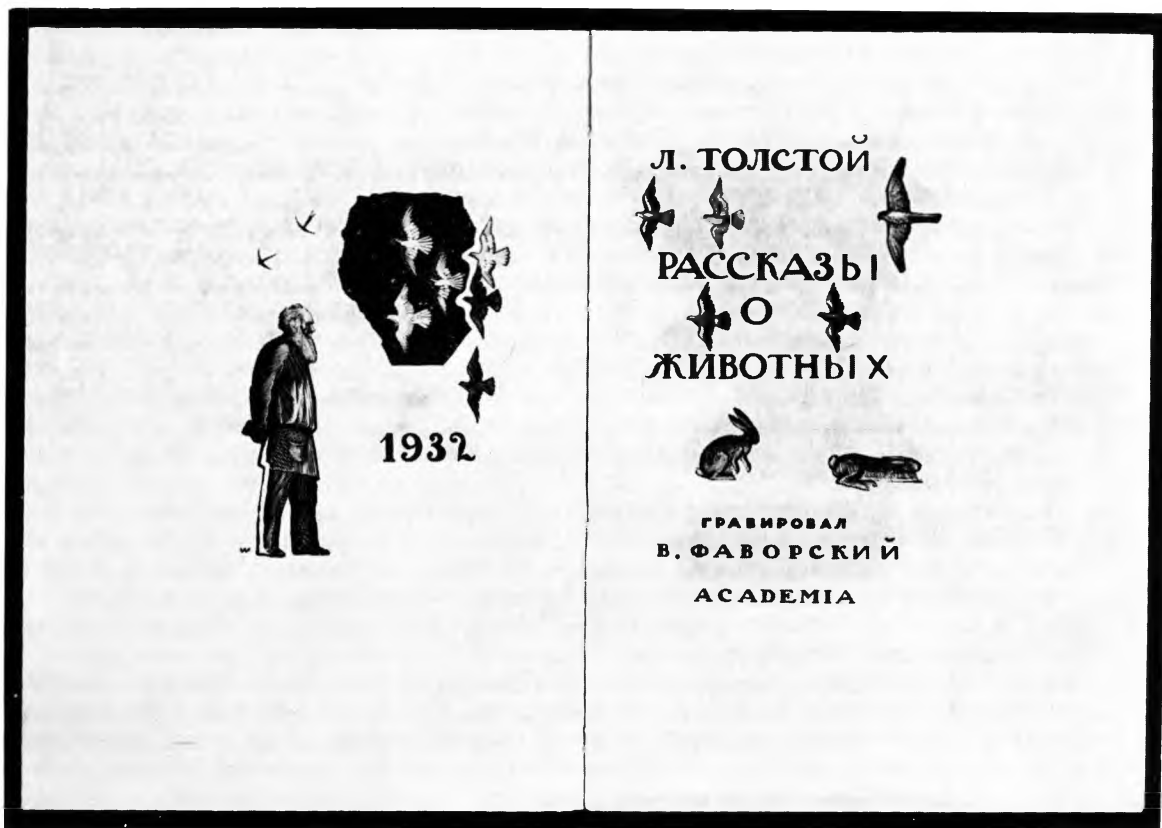 1932
Л. ТОЛСТОЙ
РАССКАЗЫ
О
ЖИВОТНЫХ
ГРАВИРОВАЛ
В. ФАВОРСКИЙ
ACADEMIA